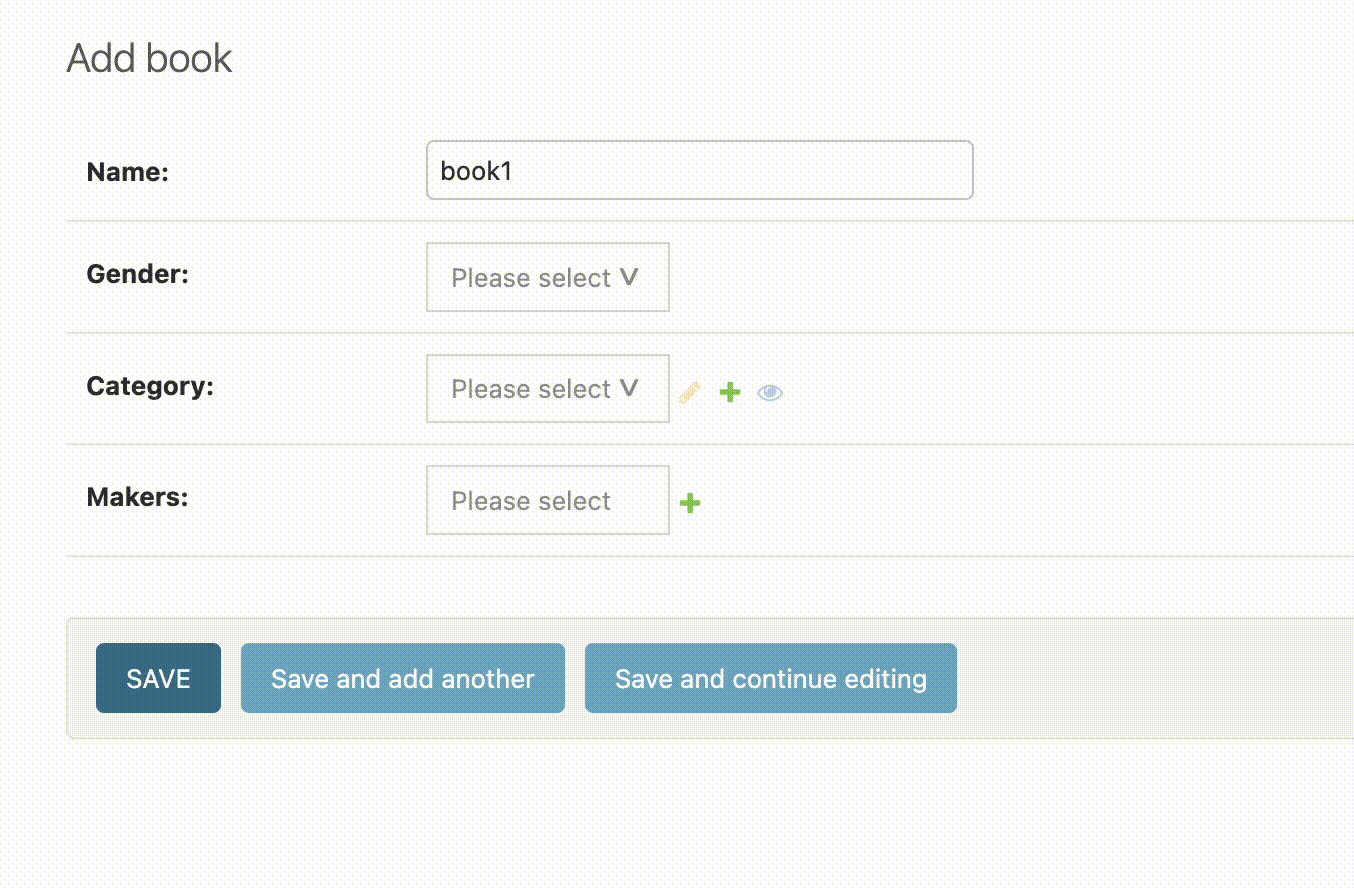 Add book
Name: book1
Gender: Please select V
Category: Please select V
Makers: Please select
SAVE Save and add another Save and continue editing